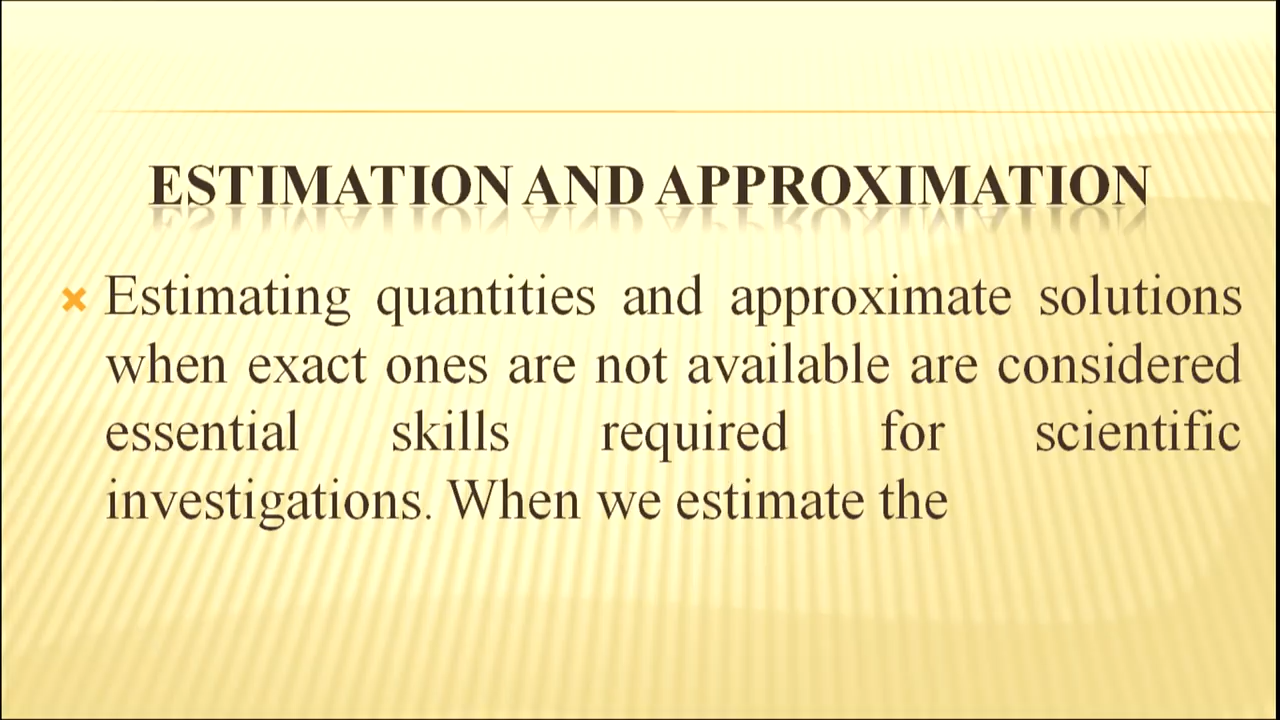 ESTIMATION AND APPROXIMATION
Estimating quantities and approximate solutions
when exact ones are not available are considered
essential skills required for scientific
investigations. When we estimate the